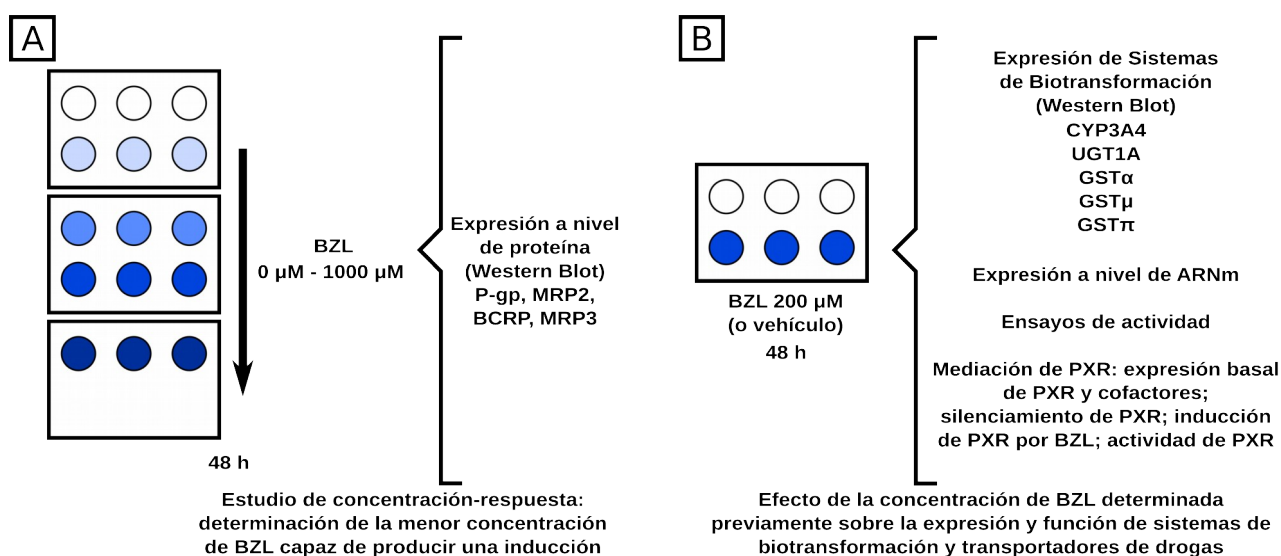 A
BZL
0 µM - 1000 µM
48 h
Expresión a nivel
de proteína
(Western Blot)
P-gp, MRP2,
BCRP, MRP3
Estudio de concentración-respuesta:
determinación de la menor concentración
de BZL capaz de producir una inducción
B
BZL 200 µM
(o vehículo)
48 h
Expresión de Sistemas
de Biotransformación
(Western Blot)
CYP3A4
UGT1A
GSTα
GSTµ
GSTπ
Expresión a nivel de ARNm
Ensayos de actividad
Mediación de PXR: expresión basal
de PXR y cofactores;
silenciamiento de PXR; inducción
de PXR por BZL; actividad de PXR
Efecto de la concentración de BZL determinada
previamente sobre la expresión y función de sistemas de
biotransformación y transportadores de drogas